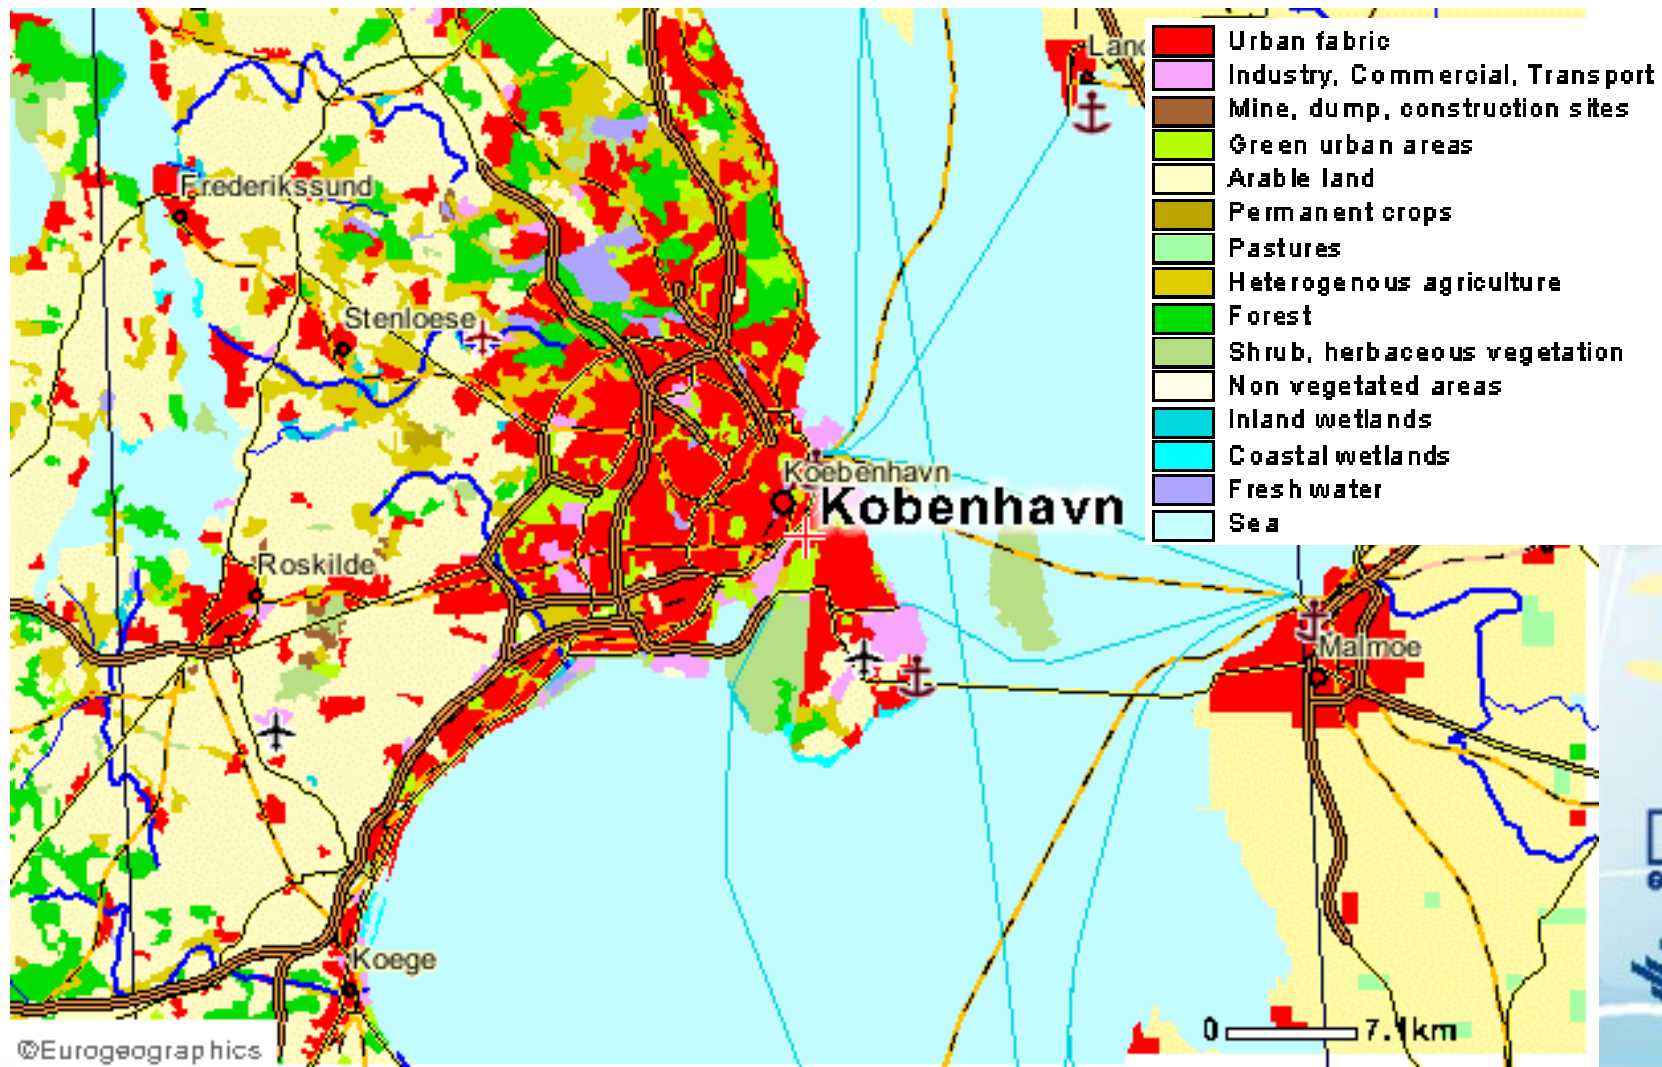 Urban fabric
Industry, Commercial, Transport
Mine, dump, construction sites
Green urban areas
Arable land
Permanent crops
Pastures
Heterogenous agriculture
Forest
Shrub, herbaceous vegetation
Non vegetated areas
Inland wetlands
Coastal wetlands
Fresh water
Sea
Frederikssund
Stenloese
Koebenhavn
Kobenhavn
Roskilde
Malmoe
Koege
0 7.1km
©Eurogeographics